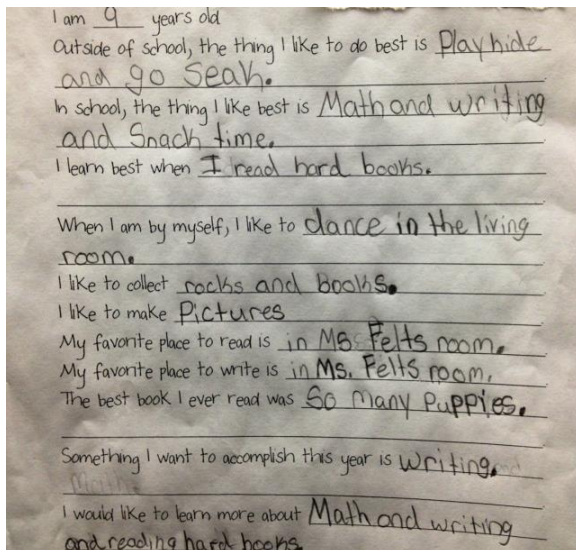 I am 9 years old
Outside of school, the thing I like to do best is Play hide
and go Seak.
In school, the thing I like best is Math and writing
and Snack time.
I learn best when I read hard books.
When I am by myself, I like to dance in the living
room.
I like to collect rocks and books.
I like to make Pictures
My favorite place to read is in MS Felts room.
My favorite place to write is in Ms. Felts room.
The best book I ever read was So many Puppies.
Something I want to accomplish this year is writing. and
Math.
I would like to learn more about Math and writing
and reading hard books